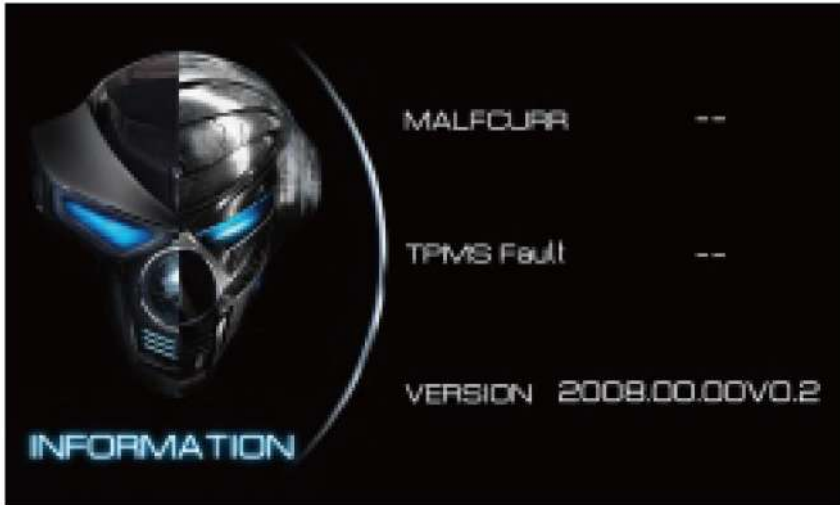 MALFCURR --
TPMS Fault --
VERSION 2008.00.00V0.2
INFORMATION